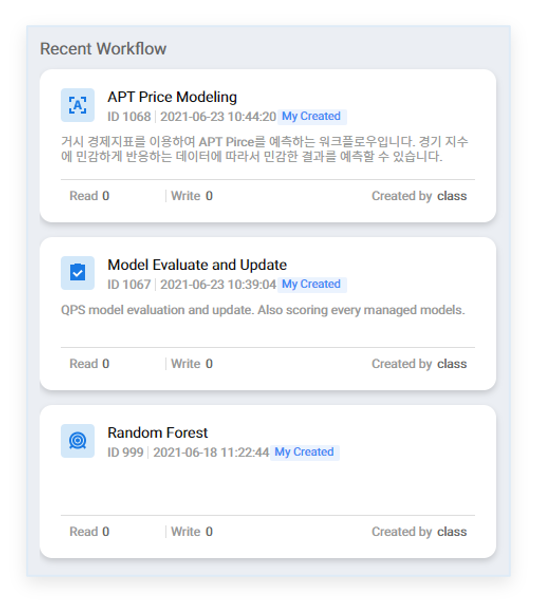 Recent Workflow
APT Price Modeling
ID 1068 | 2021-06-23 10:44:20 My Created
거시 경제지표를 이용하여 APT Pirce를 예측하는 워크플로우입니다. 경기 지수
에 민감하게 반응하는 데이터에 따라서 민감한 결과를 예측할 수 있습니다.
Read 0 | Write 0 Created by class
Model Evaluate and Update
ID 1067 | 2021-06-23 10:39:04 My Created
QPS model evaluation and update. Also scoring every managed models.
Read 0 | Write 0 Created by class
Random Forest
ID 999 | 2021-06-18 11:22:44 My Created
Read 0 | Write 0 Created by class